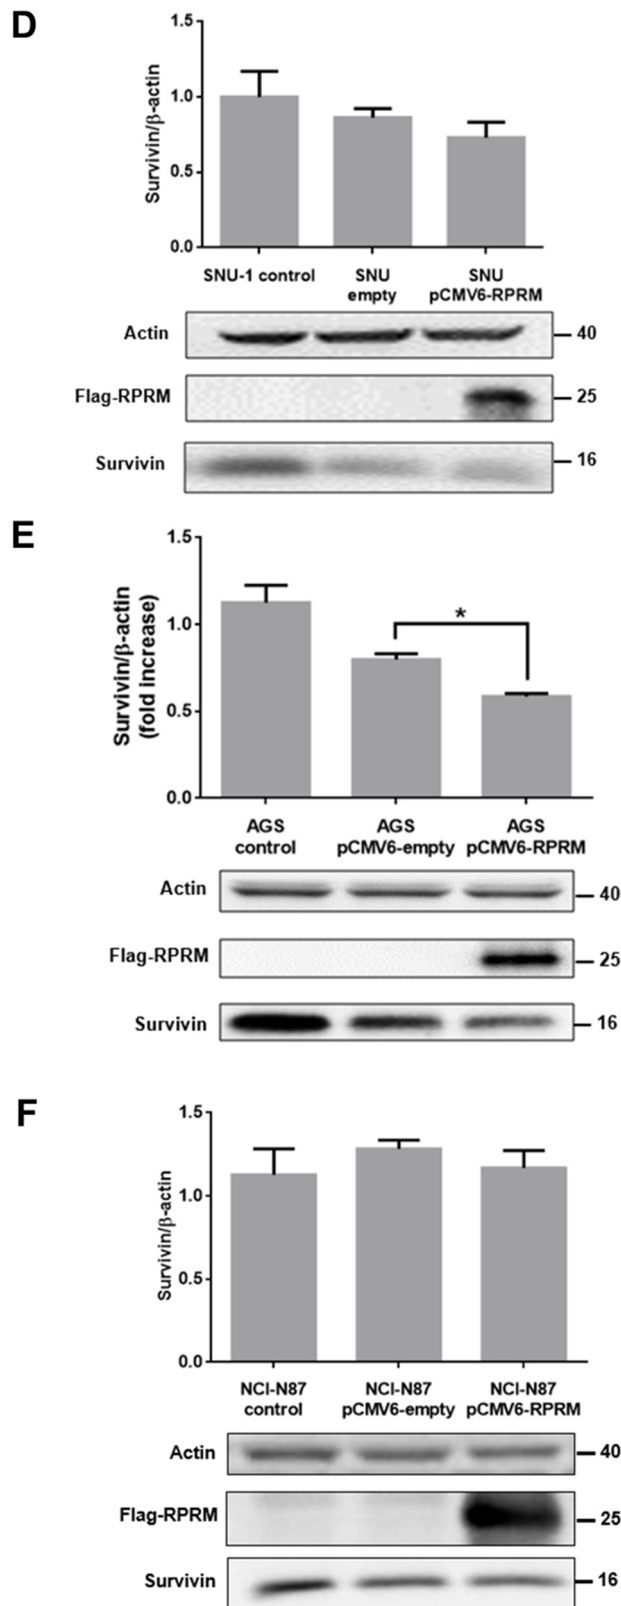 D
1.5
1.0
0.5
0.0
Survivin/β-actin
SNU-1 control
SNU
empty
SNU
pCMV6-RPRM
Actin
40
Flag-RPRM
25
Survivin
16
E
1.5
1.0
0.5
0.0
Survivin/β-actin
(fold increase)
*
AGS
control
AGS
pCMV6-empty
AGS
pCMV6-RPRM
Actin
40
Flag-RPRM
25
Survivin
16
F
1.5
1.0
0.5
0.0
Survivin/β-actin
NCI-N87
control
NCI-N87
pCMV6-empty
NCI-N87
pCMV6-RPRM
Actin
40
Flag-RPRM
25
Survivin
16